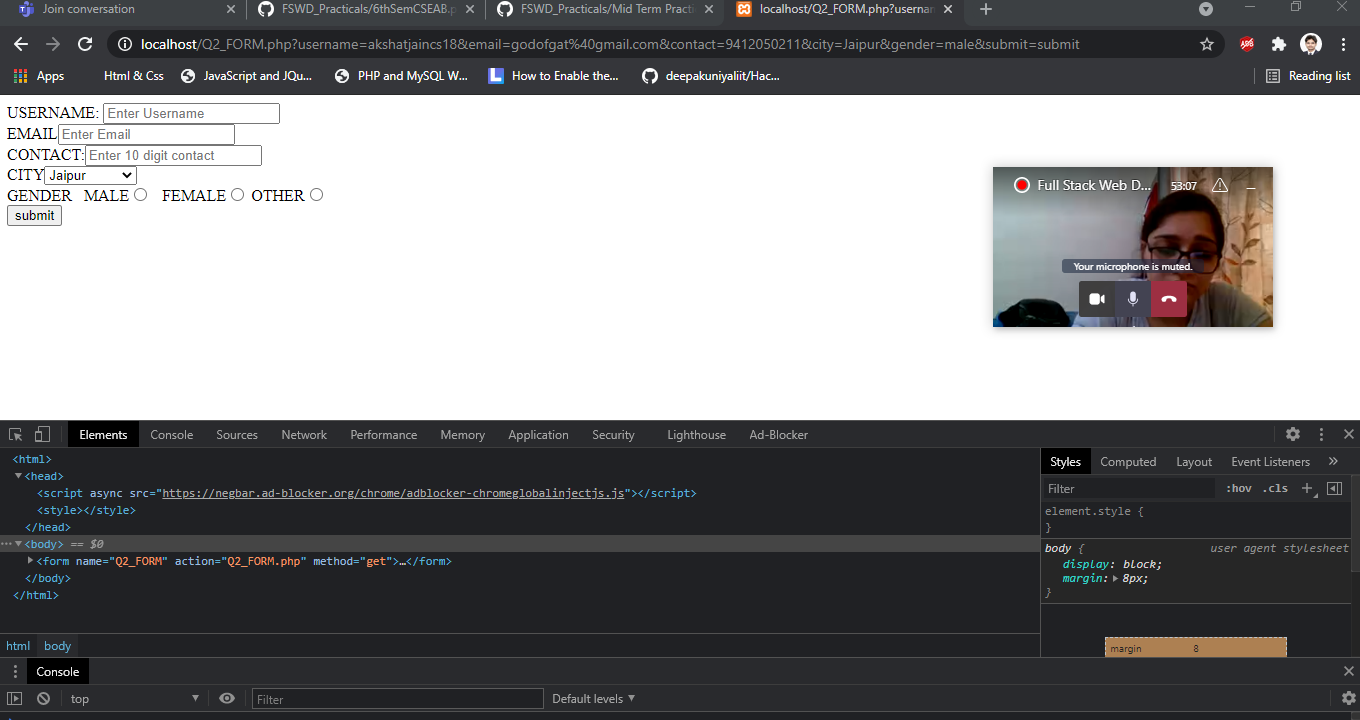 Join conversation
FSWD_Practicals/6thSemCSEAB.p
FSWD_Practicals/Mid Term Practi
localhost/Q2_FORM.php?usernam
localhost/Q2_FORM.php?username=akshatjaincs18&email=godofgat%40gmail.com&contact=9412050211&city=Jaipur&gender=male&submit=submit
Apps Html & Css JavaScript and JQu... PHP and MySQL W... How to Enable the... deepakuniyaliit/Hac... Reading list
USERNAME: Enter Username
EMAIL Enter Email
CONTACT: Enter 10 digit contact
CITY Jaipur
GENDER MALE FEMALE OTHER
submit
Full Stack Web D... 53:07
Your microphone is muted.
Elements Console Sources Network Performance Memory Application Security Lighthouse Ad-Blocker
<html>
<head>
<script async src="https://negbar.ad-blocker.org/chrome/adblocker-chromeglobalinjectjs.js"></script>
<style></style>
</head>
<body> == $0
<form name="Q2_FORM" action="Q2_FORM.php" method="get">…</form>
</body>
</html>
html body
Styles Computed Layout Event Listeners »
Filter :hov .cls +
element.style {
}
body { user agent stylesheet
display: block;
margin: 8px;
}
margin 8
Console
top Filter Default levels